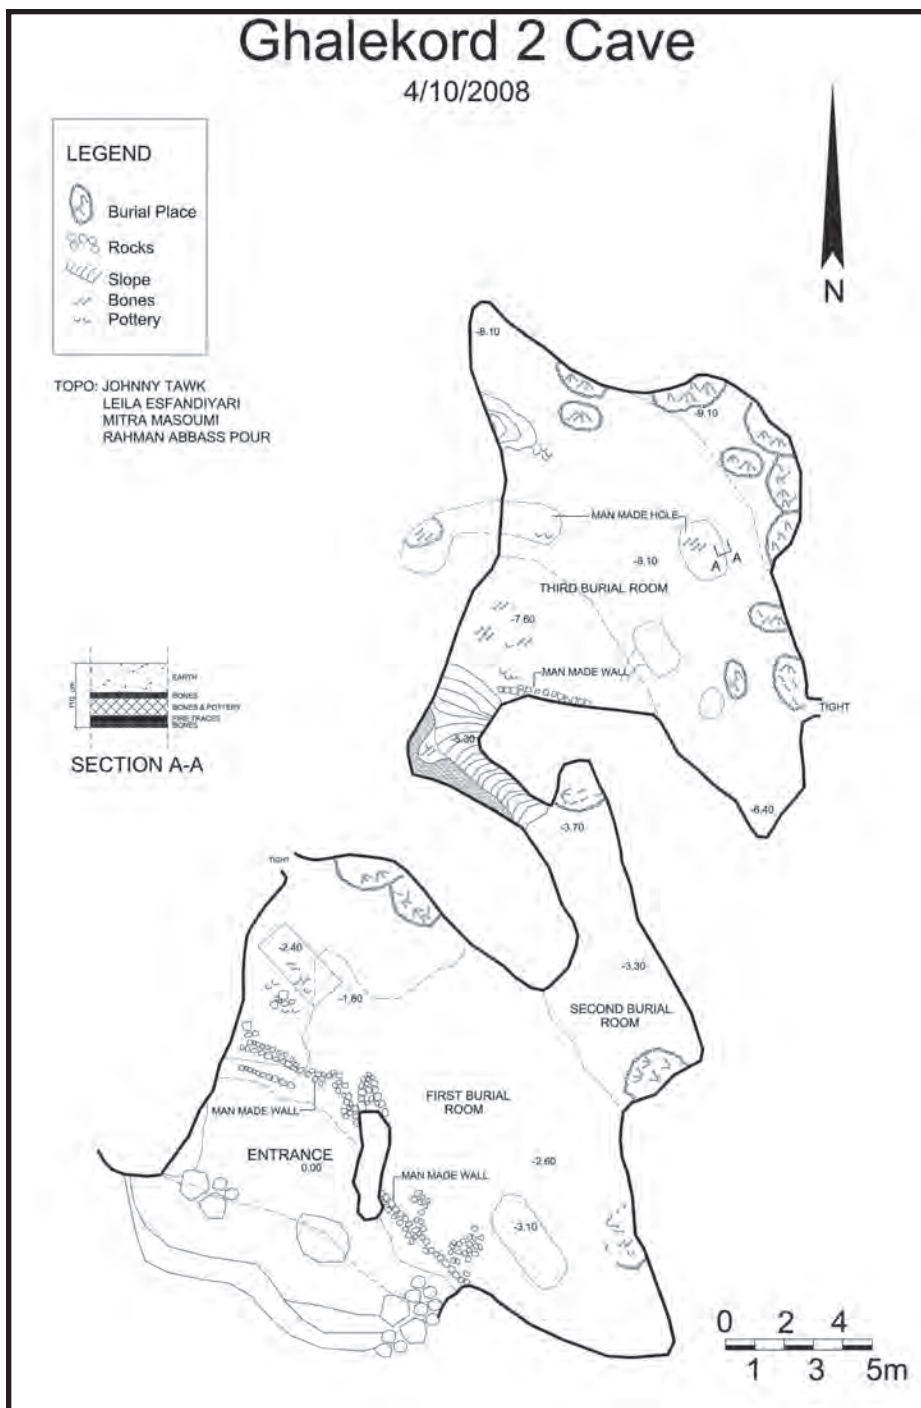 Ghalekord 2 Cave
4/10/2008
LEGEND
Burial Place
Rocks
Slope
Bones
Pottery
TOPO: JOHNNY TAWK
LEILA ESFANDIYARI
MITRA MASOUMI
RAHMAN ABBASS POUR
N
-8.10
-9.10
MAN MADE HOLE
A A
-8.10
THIRD BURIAL ROOM
-7.60
MAN MADE WALL
TIGHT
-5.30
-6.40
-3.70
EARTH
BONES
BONES & POTTERY
FIRE TRACES
BONES
SECTION A-A
TIGHT
-2.40
-1.60
-3.30
SECOND BURIAL
ROOM
FIRST BURIAL
ROOM
MAN MADE WALL
ENTRANCE
0.00
MAN MADE WALL
-2.60
-3.10
0 2 4
1 3 5m